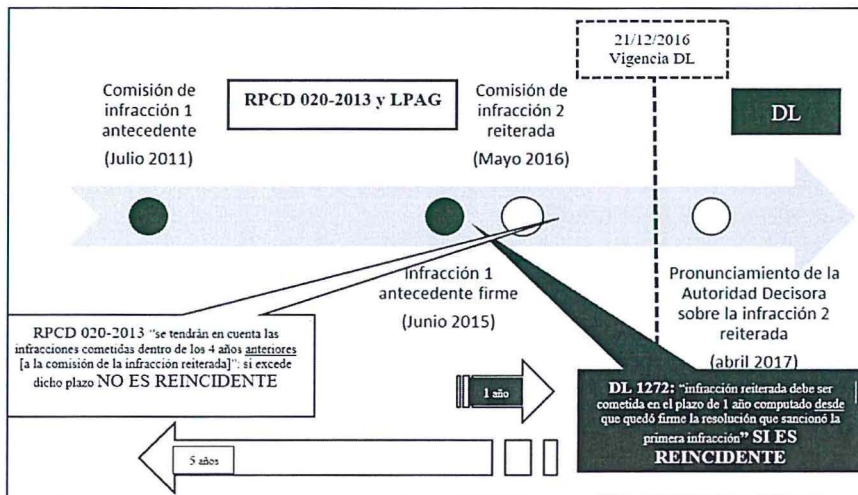 21/12/2016
Vigencia DL
Comisión de
infracción 1
antecedente
(Julio 2011)
RPCD 020-2013 y LPAG
Comisión de
infracción 2
reiterada
(Mayo 2016)
DL
Infracción 1
antecedente firme
(Junio 2015)
Pronunciamiento de la
Autoridad Decisora
sobre la infracción 2
reiterada
(abril 2017)
RPCD 020-2013 “se tendrán en cuenta las
infracciones cometidas dentro de los 4 años anteriores
[a la comisión de la infracción reiterada]”: si excede
dicho plazo NO ES REINCIDENTE
1 año
5 años
DL 1272: “infracción reiterada debe ser
cometida en el plazo de 1 año computado desde
que quedó firme la resolución que sancionó la
primera infracción” SI ES
REINCIDENTE